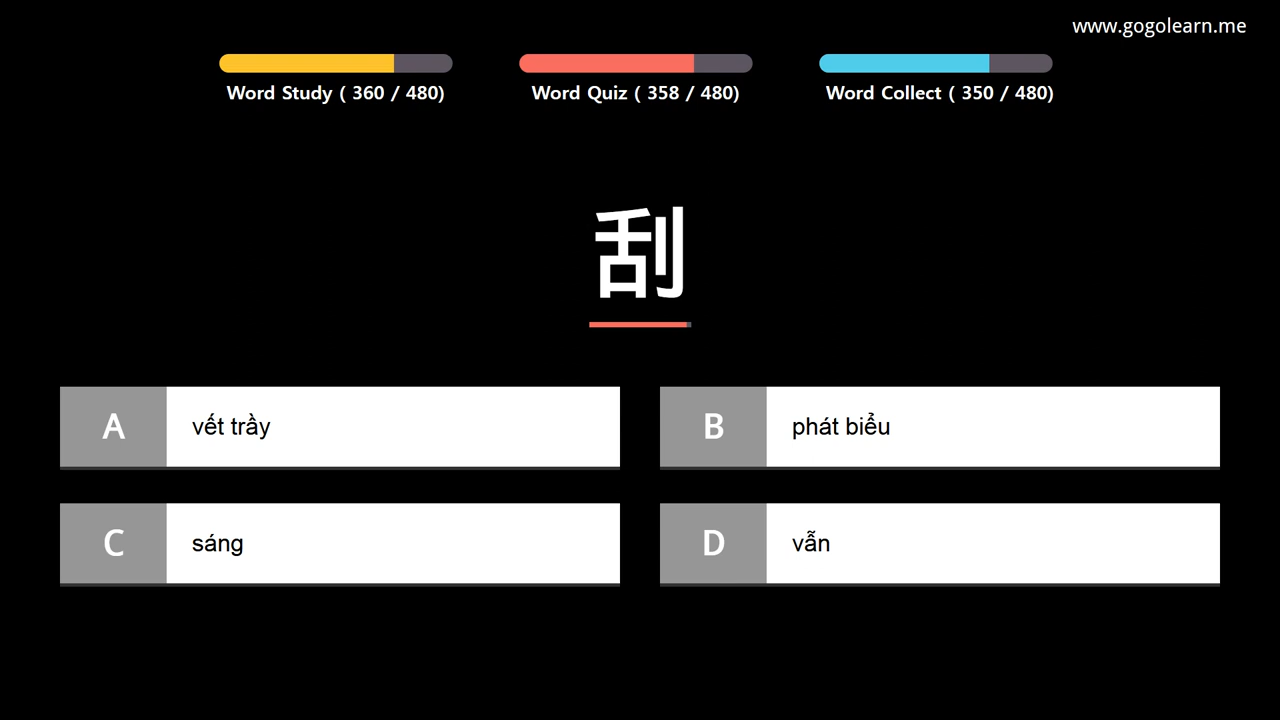 www.gogolearn.me
Word Study ( 360 / 480)
Word Quiz ( 358 / 480)
Word Collect ( 350 / 480)
刮
A vết trầy
B phát biểu
C sáng
D vẫn